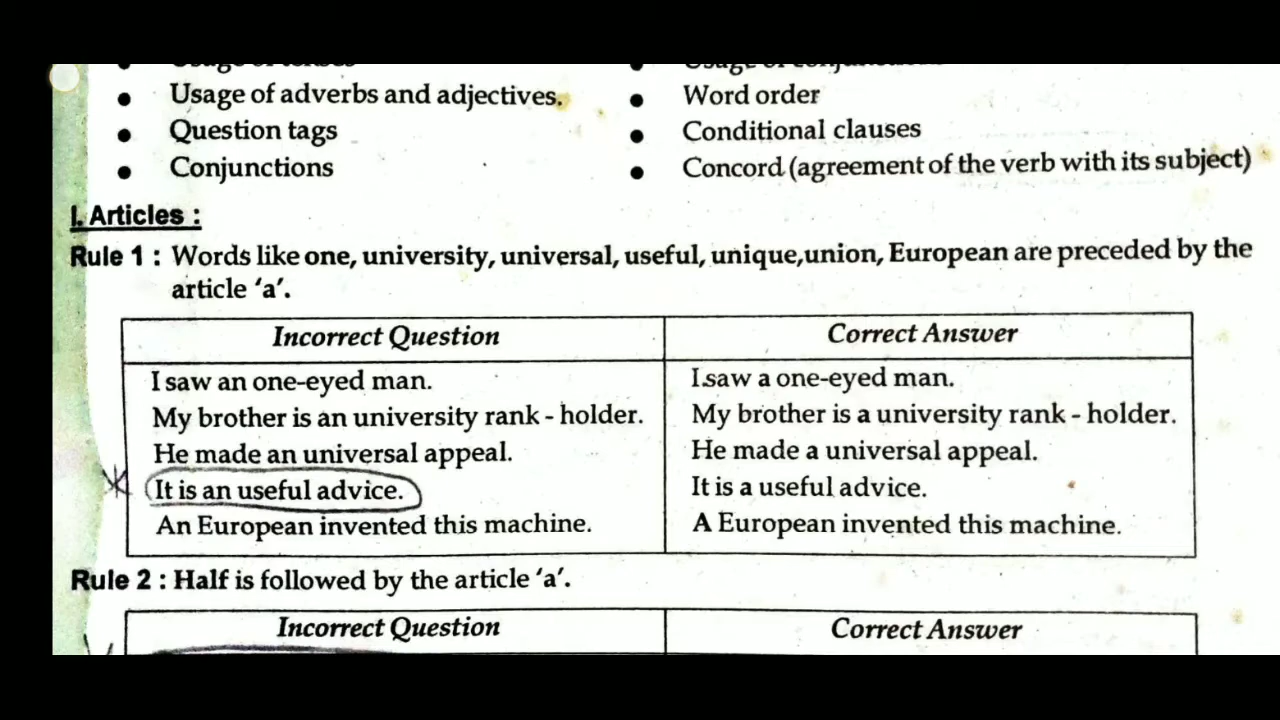 Usage of adverbs and adjectives.
Word order
Question tags
Conditional clauses
Conjunctions
Concord (agreement of the verb with its subject)
I. Articles :
Rule 1 : Words like one, university, universal, useful, unique,union, European are preceded by the
article ‘a’.
Incorrect Question
Correct Answer
I saw an one-eyed man.
I saw a one-eyed man.
My brother is an university rank - holder.
My brother is a university rank - holder.
He made an universal appeal.
He made a universal appeal.
It is an useful advice.
It is a useful advice.
An European invented this machine.
A European invented this machine.
Rule 2 : Half is followed by the article ‘a’.
Incorrect Question
Correct Answer